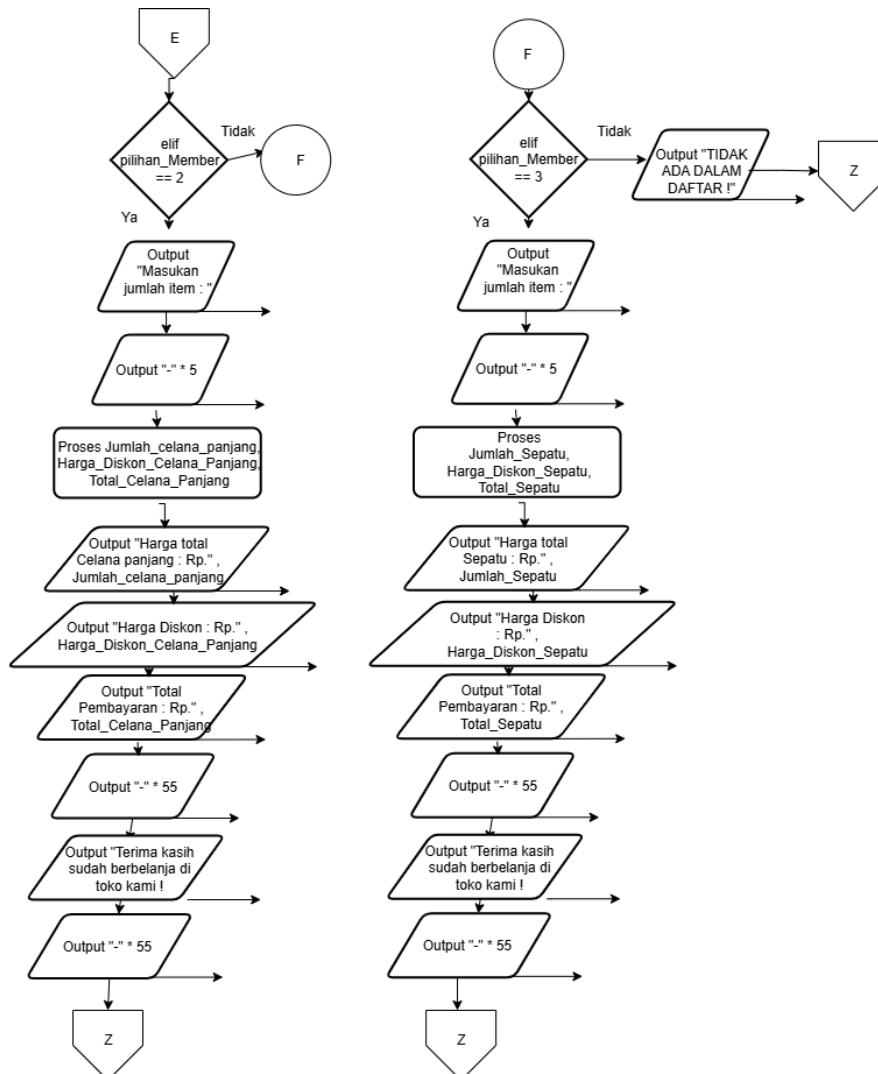 E
elif
pilihan_Member
== 2
Tidak
F
Ya
Output
"Masukan
jumlah item : "
Output "-" * 5
Proses Jumlah_celana_panjang,
Harga_Diskon_Celana_Panjang,
Total_Celana_Panjang
Output "Harga total
Celana panjang : Rp." ,
Jumlah_celana_panjang
Output "Harga Diskon : Rp." ,
Harga_Diskon_Celana_Panjang
Output "Total
Pembayaran : Rp." ,
Total_Celana_Panjang
Output "-" * 55
Output "Terima kasih
sudah berbelanja di
toko kami !
Output "-" * 55
Z
F
elif
pilihan_Member
== 3
Tidak
Output "TIDAK
ADA DALAM
DAFTAR !"
Z
Ya
Output
"Masukan
jumlah item : "
Output "-" * 5
Proses
Jumlah_Sepatu,
Harga_Diskon_Sepatu,
Total_Sepatu
Output "Harga total
Sepatu : Rp." ,
Jumlah_Sepatu
Output "Harga Diskon
: Rp." ,
Harga_Diskon_Sepatu
Output "Total
Pembayaran : Rp." ,
Total_Sepatu
Output "-" * 55
Output "Terima kasih
sudah berbelanja di
toko kami !
Output "-" * 55
Z